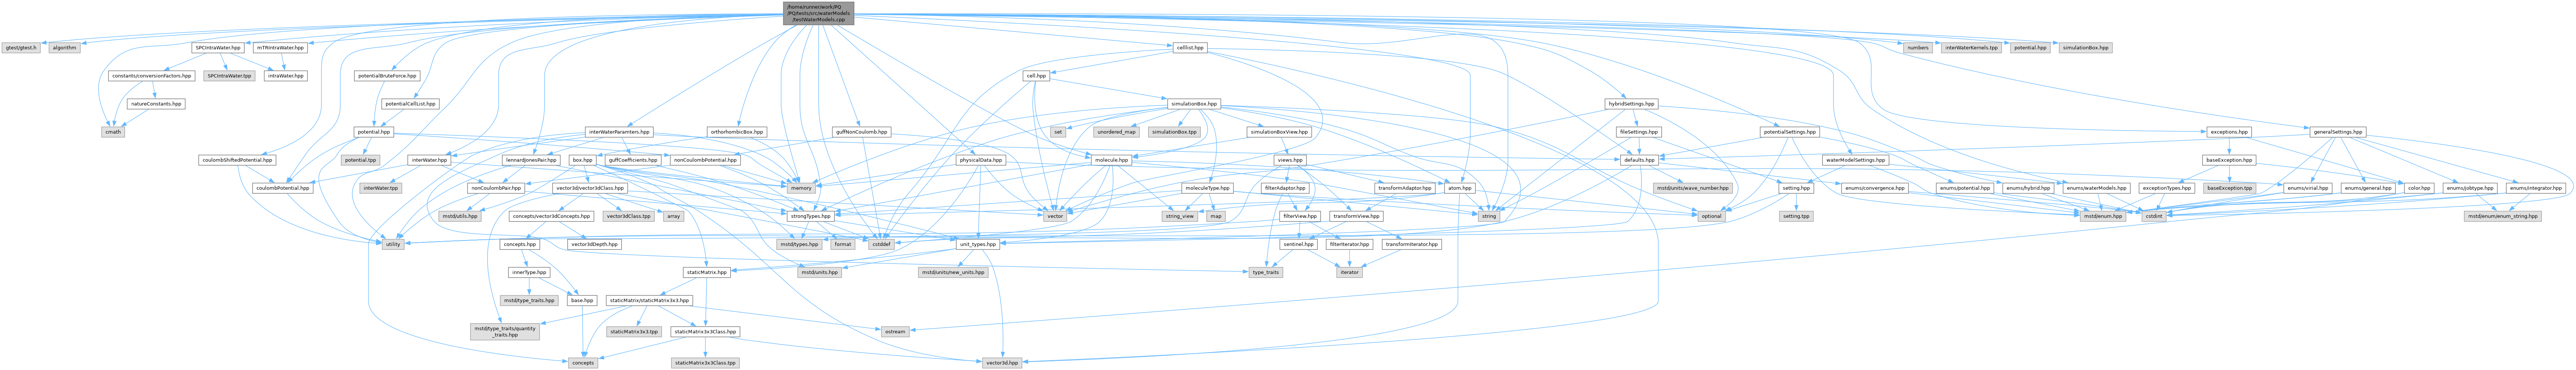 /home/runner/work/PQ
/PQ/tests/src/waterModels
/testWaterModels.cpp
gtest/gtest.h
algorithm
SPCIntraWater.hpp
mTRIntraWater.hpp
celllist.hpp
numbers
interWaterKernels.tpp
potential.hpp
simulationBox.hpp
constants/conversionFactors.hpp
SPCIntraWater.tpp
intraWater.hpp
potentialBruteForce.hpp
cell.hpp
natureConstants.hpp
potentialCellList.hpp
simulationBox.hpp
hybridSettings.hpp
cmath
potential.hpp
interWaterParamters.hpp
orthorhombicBox.hpp
guffNonCoulomb.hpp
set
unordered_map
simulationBox.tpp
simulationBoxView.hpp
fileSettings.hpp
potentialSettings.hpp
exceptions.hpp
generalSettings.hpp
coulombShiftedPotential.hpp
potential.tpp
interWater.hpp
lennardJonesPair.hpp
box.hpp
guffCoefficients.hpp
nonCoulombPotential.hpp
physicalData.hpp
molecule.hpp
views.hpp
defaults.hpp
waterModelSettings.hpp
baseException.hpp
coulombPotential.hpp
interWater.tpp
nonCoulombPair.hpp
vector3d/vector3dClass.hpp
memory
moleculeType.hpp
filterAdaptor.hpp
transformAdaptor.hpp
atom.hpp
mstd/units/wave_number.hpp
setting.hpp
enums/convergence.hpp
enums/potential.hpp
enums/hybrid.hpp
enums/waterModels.hpp
exceptionTypes.hpp
baseException.tpp
enums/virial.hpp
enums/general.hpp
color.hpp
enums/jobtype.hpp
enums/integrator.hpp
mstd/utils.hpp
concepts/vector3dConcepts.hpp
vector3dClass.tpp
array
strongTypes.hpp
vector
string_view
map
filterView.hpp
transformView.hpp
string
optional
setting.tpp
mstd/enum.hpp
cstdint
mstd/enum/enum_string.hpp
utility
concepts.hpp
vector3dDepth.hpp
mstd/types.hpp
format
cstddef
unit_types.hpp
sentinel.hpp
filterIterator.hpp
transformIterator.hpp
innerType.hpp
staticMatrix.hpp
mstd/units.hpp
mstd/units/new_units.hpp
type_traits
iterator
mstd/type_traits.hpp
base.hpp
staticMatrix/staticMatrix3x3.hpp
mstd/type_traits/quantity
_traits.hpp
staticMatrix3x3.tpp
staticMatrix3x3Class.hpp
ostream
concepts
staticMatrix3x3Class.tpp
vector3d.hpp